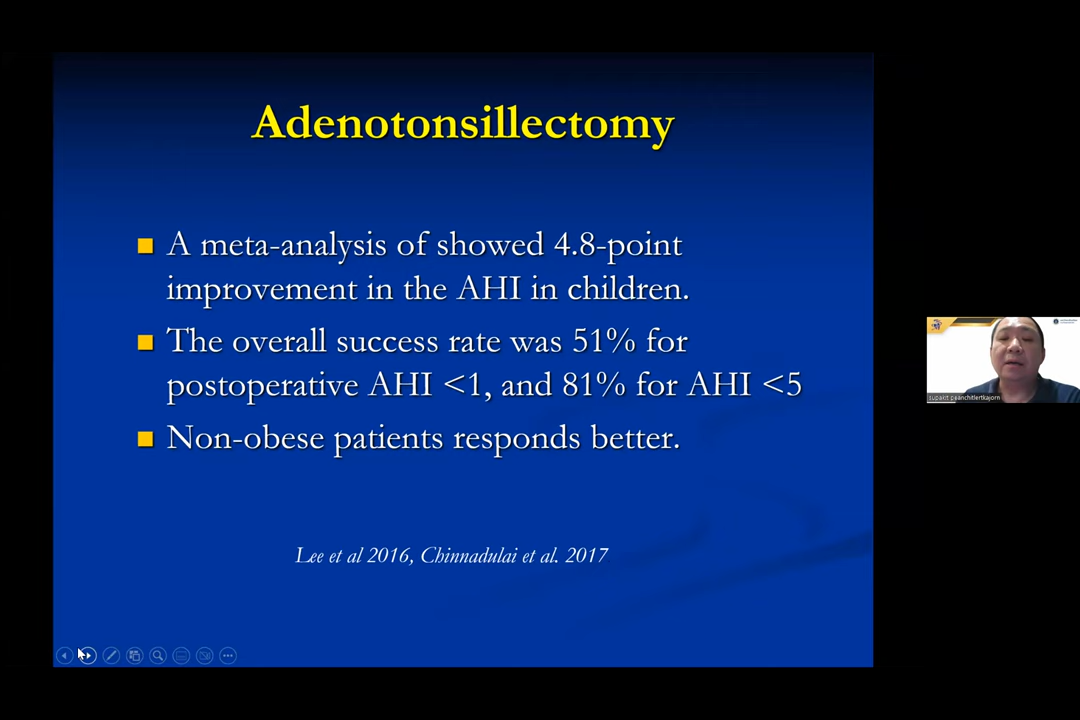 Adenotonsillectomy
A meta-analysis of showed 4.8-point
improvement in the AHI in children.
The overall success rate was 51% for
postoperative AHI <1, and 81% for AHI <5
Non-obese patients responds better.
Lee et al 2016, Chinnadulai et al. 2017
supakit peanchitlertkajorn